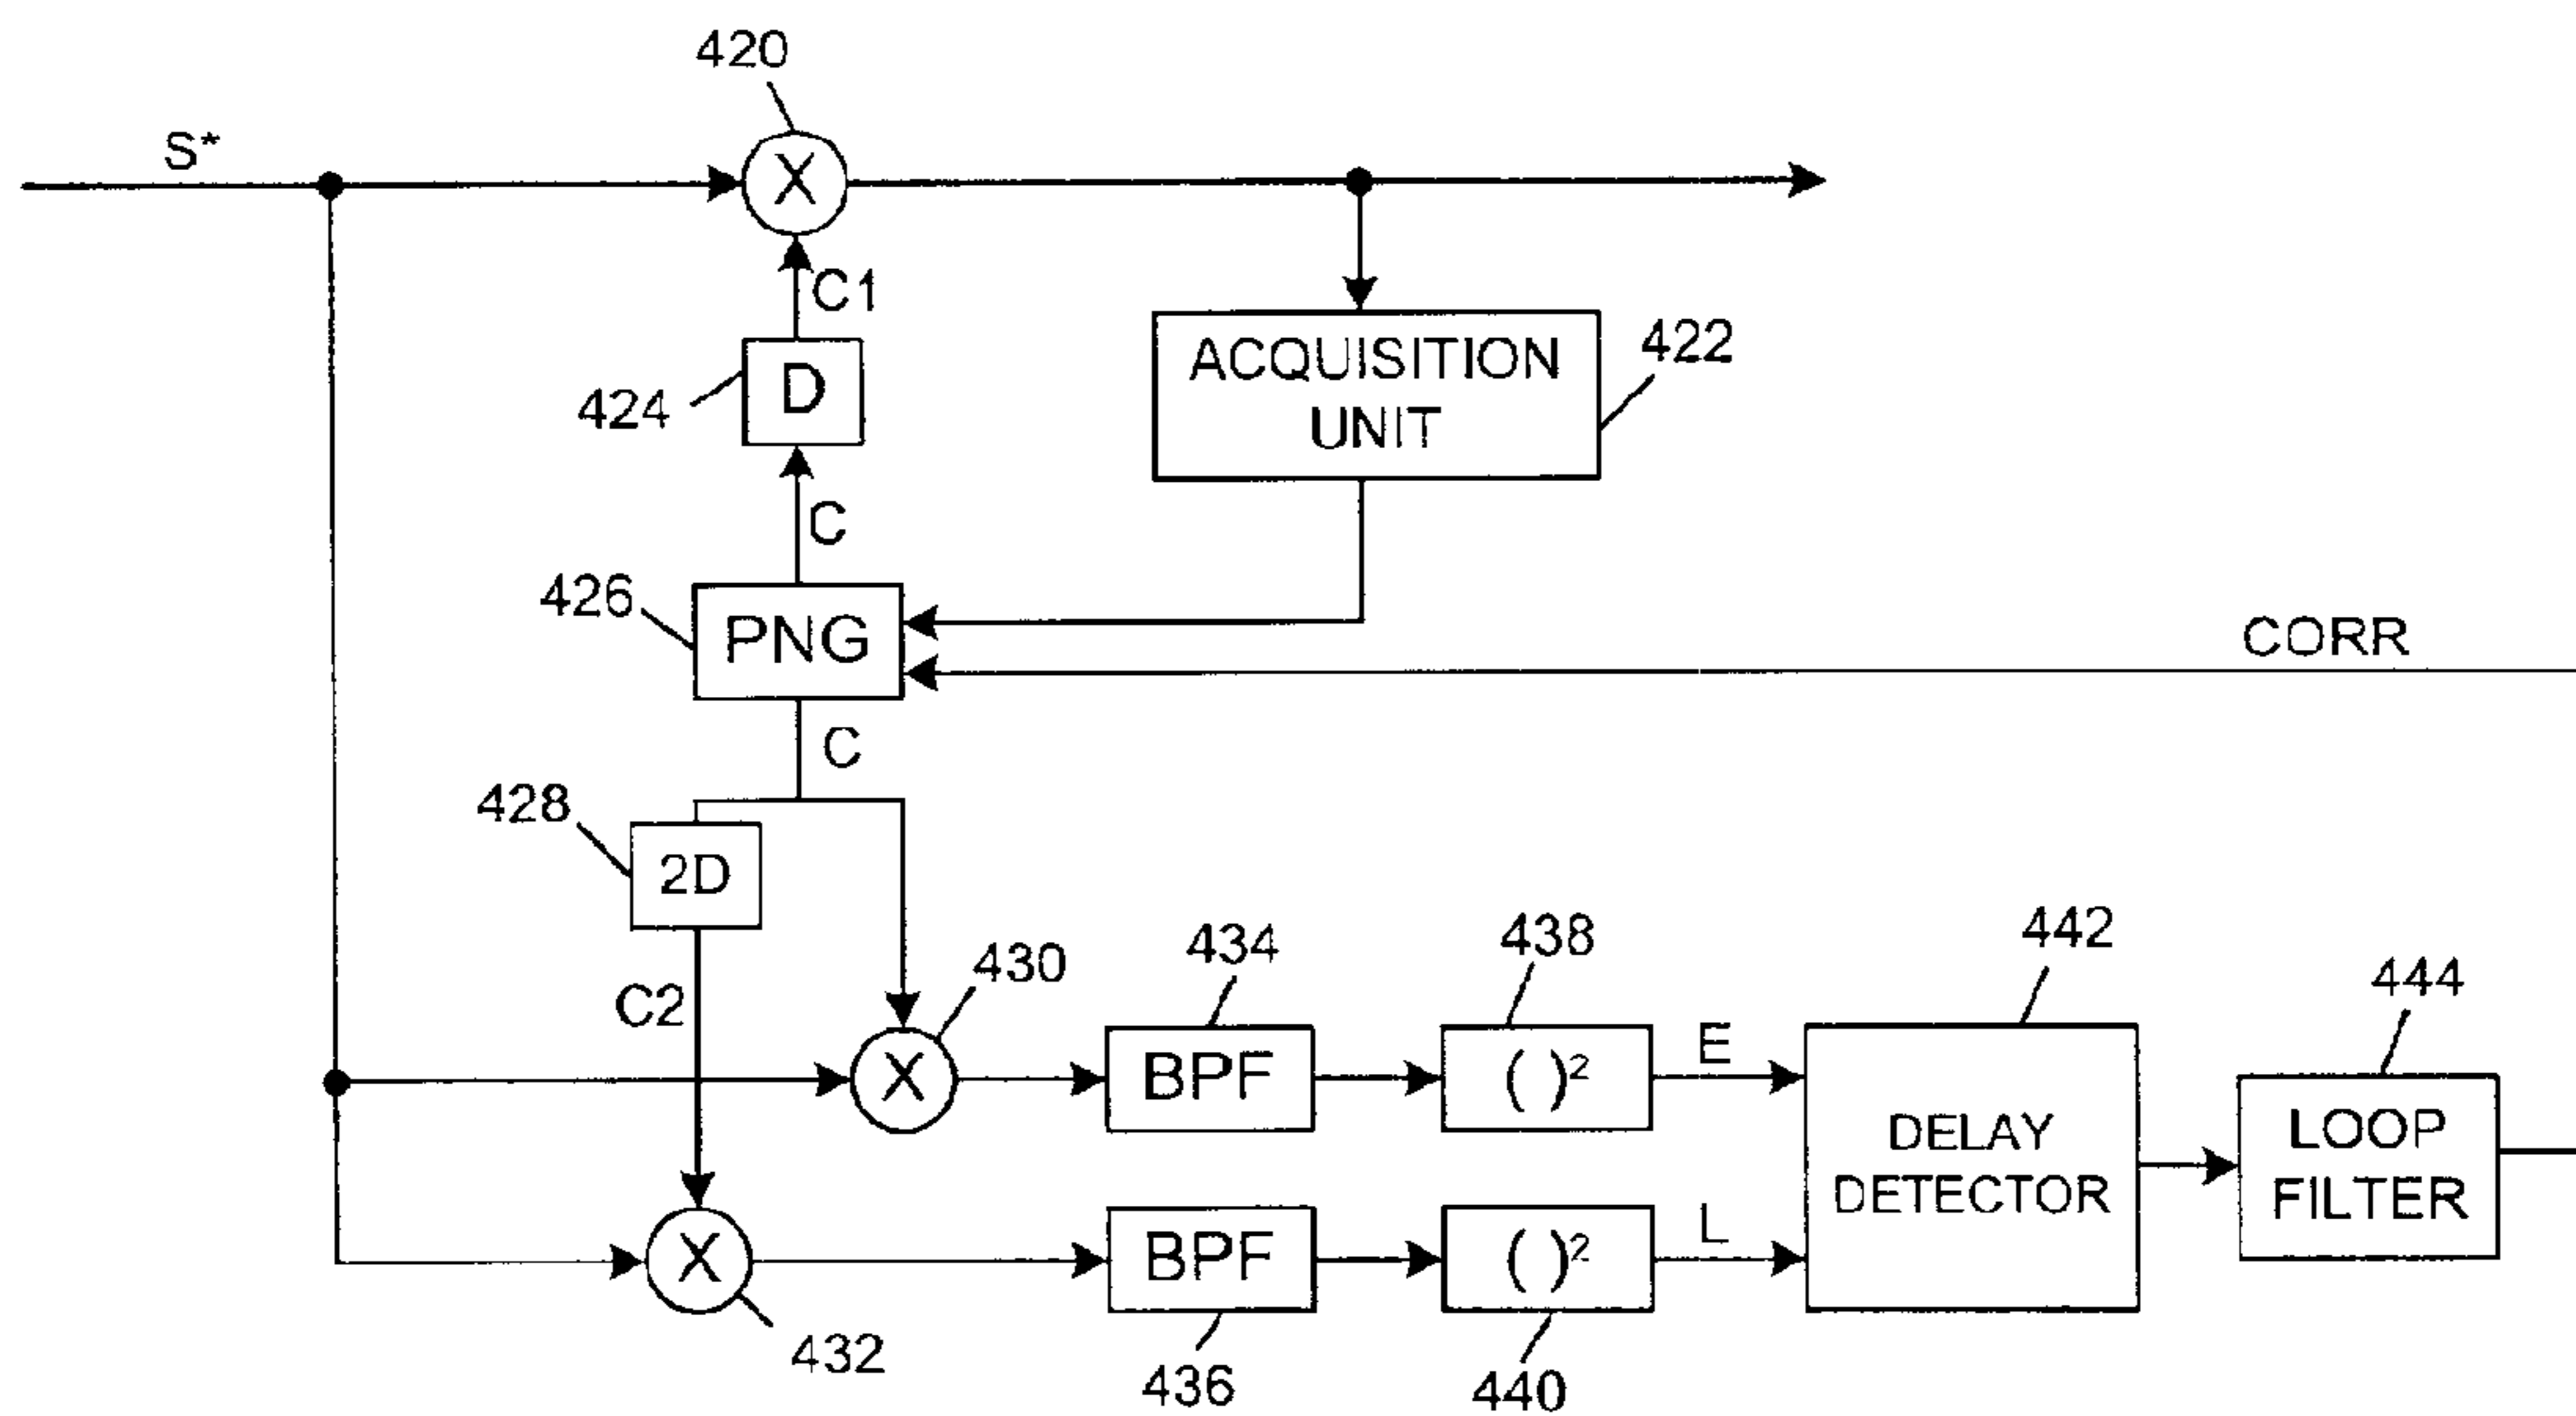 420
S*
C1
ACQUISITION
UNIT
422
424
D
C
426
PNG
CORR
C
428
2D
C2
430
434
438
442
444
X
X
BPF
( )²
E
DELAY
DETECTOR
LOOP
FILTER
X
BPF
( )²
L
432
436
440